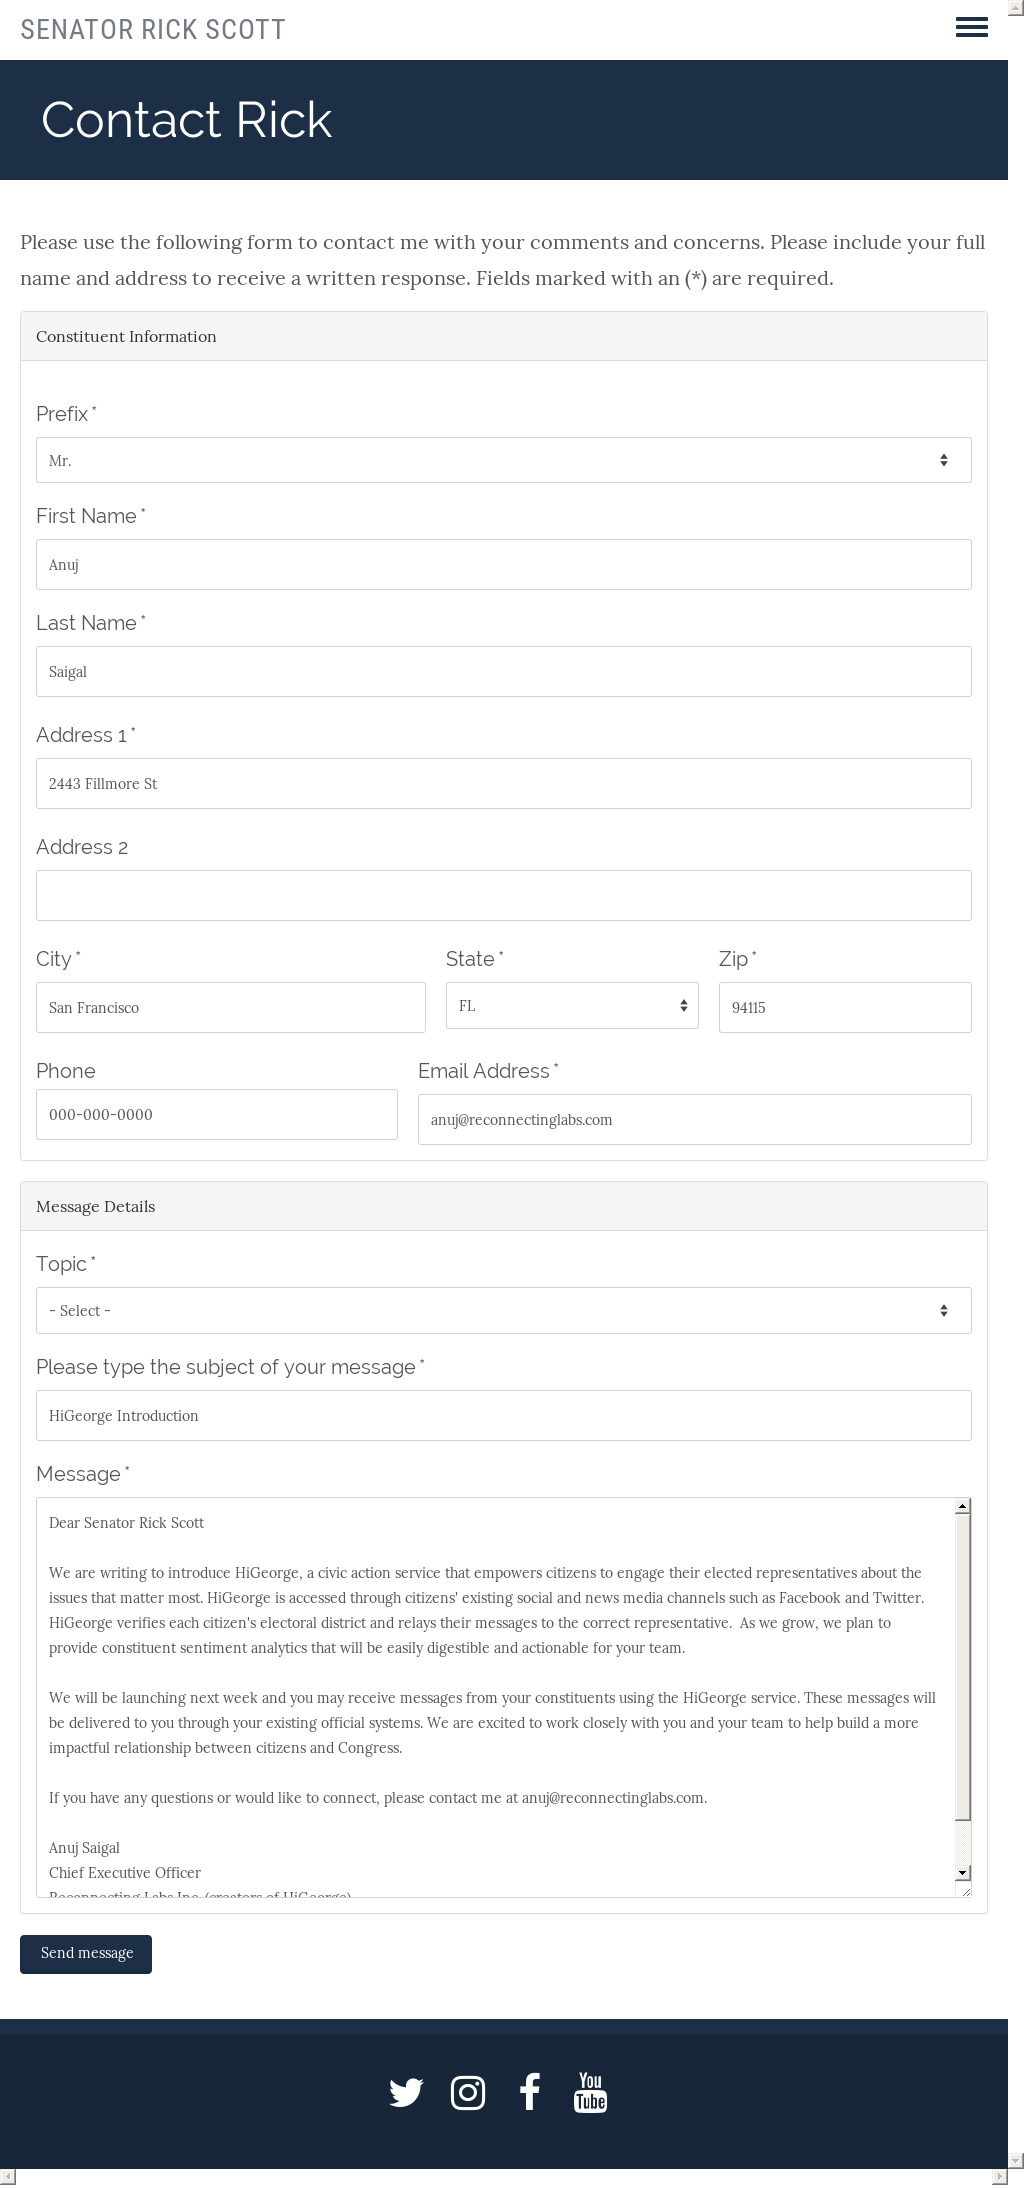 SENATOR RICK SCOTT
Contact Rick
Please use the following form to contact me with your comments and concerns. Please include your full
name and address to receive a written response. Fields marked with an (*) are required.
Constituent Information
Prefix *
Mr.
First Name *
Anuj
Last Name *
Saigal
Address 1 *
2443 Fillmore St
Address 2
City *
State *
Zip *
San Francisco
FL
94115
Phone
Email Address *
000-000-0000
anuj@reconnectinglabs.com
Message Details
Topic *
- Select -
Please type the subject of your message *
HiGeorge Introduction
Message *
Dear Senator Rick Scott
We are writing to introduce HiGeorge, a civic action service that empowers citizens to engage their elected representatives about the
issues that matter most. HiGeorge is accessed through citizens' existing social and news media channels such as Facebook and Twitter.
HiGeorge verifies each citizen's electoral district and relays their messages to the correct representative.  As we grow, we plan to
provide constituent sentiment analytics that will be easily digestible and actionable for your team.
We will be launching next week and you may receive messages from your constituents using the HiGeorge service. These messages will
be delivered to you through your existing official systems. We are excited to work closely with you and your team to help build a more
impactful relationship between citizens and Congress.
If you have any questions or would like to connect, please contact me at anuj@reconnectinglabs.com.
Anuj Saigal
Chief Executive Officer
Reconnecting Labs Inc. (creators of HiGeorge)
Send message
You
Tube